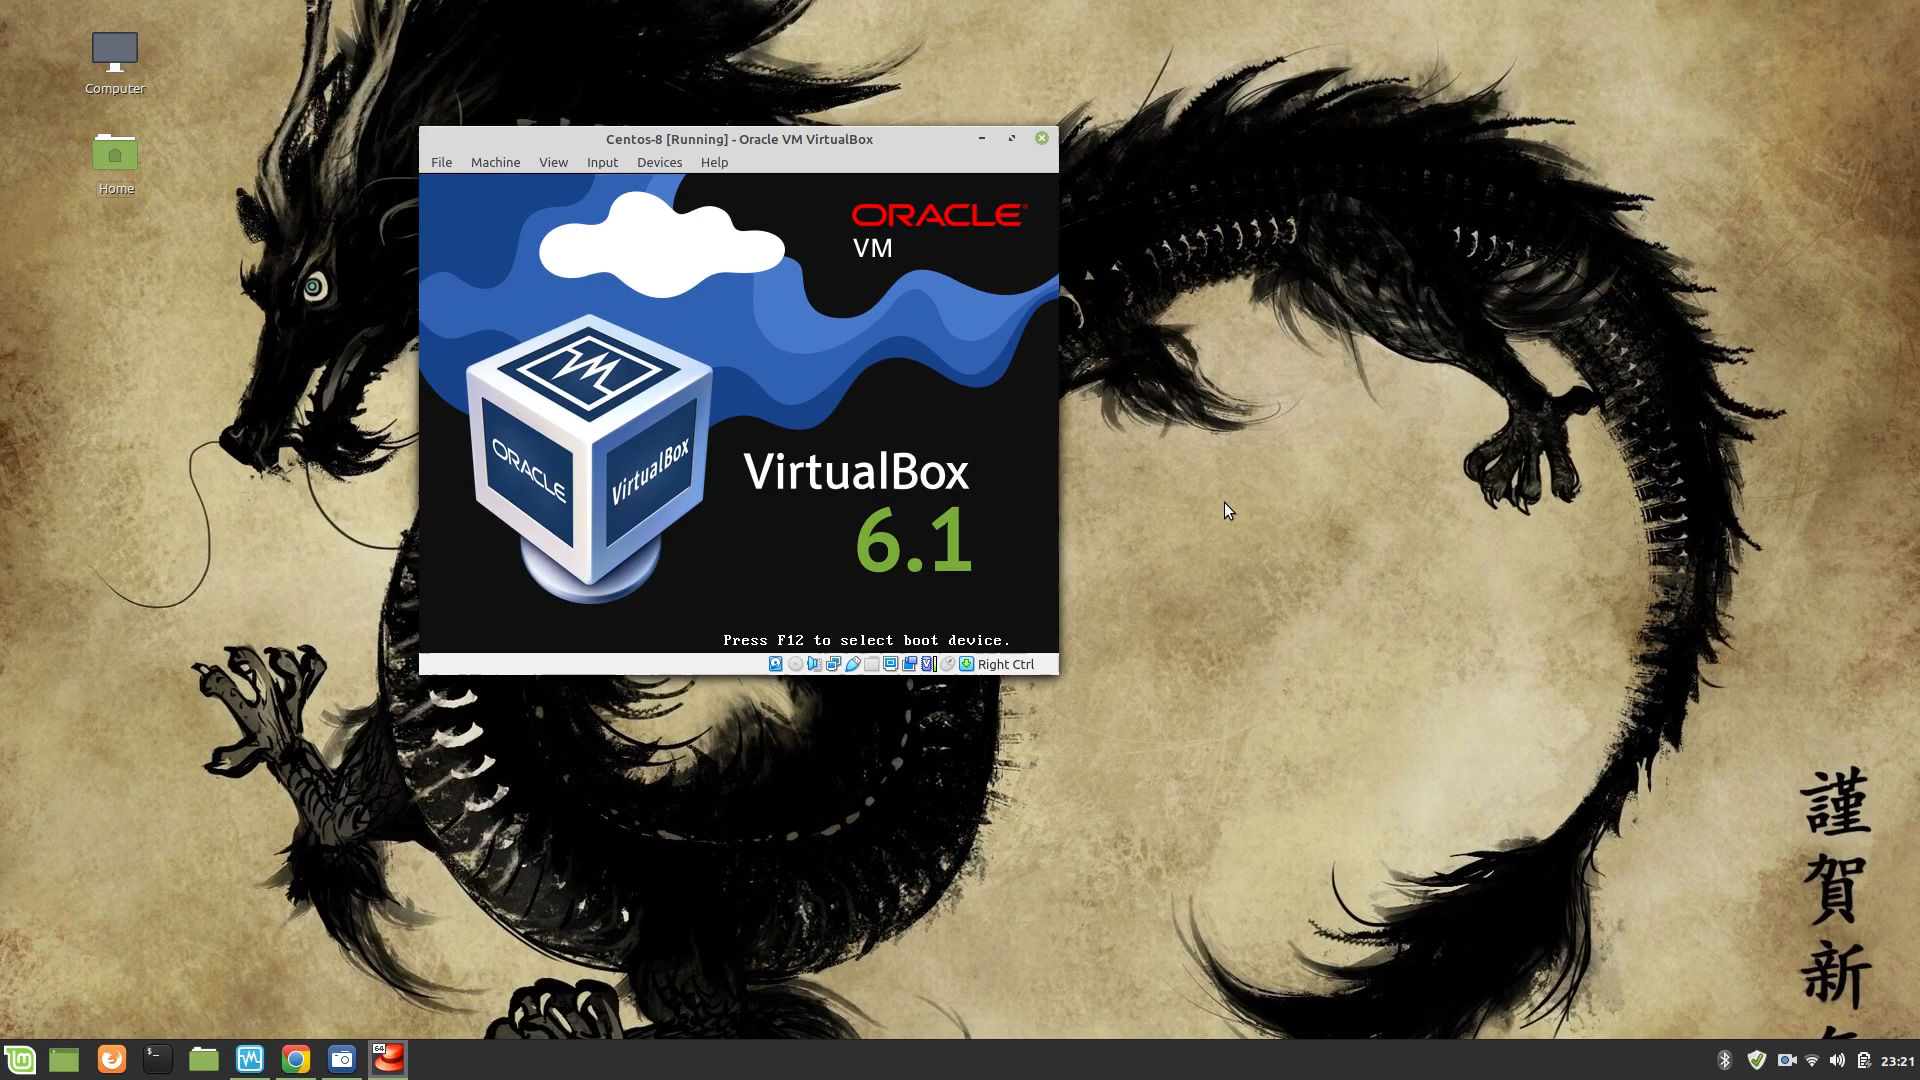 Computer
Home
Centos-8 [Running] - Oracle VM VirtualBox
File Machine View Input Devices Help
ORACLE
VM
ORACLE
VirtualBox
VirtualBox
6.1
Press F12 to select boot device.
Right Ctrl
謹
賀
新
64
$_
23:21